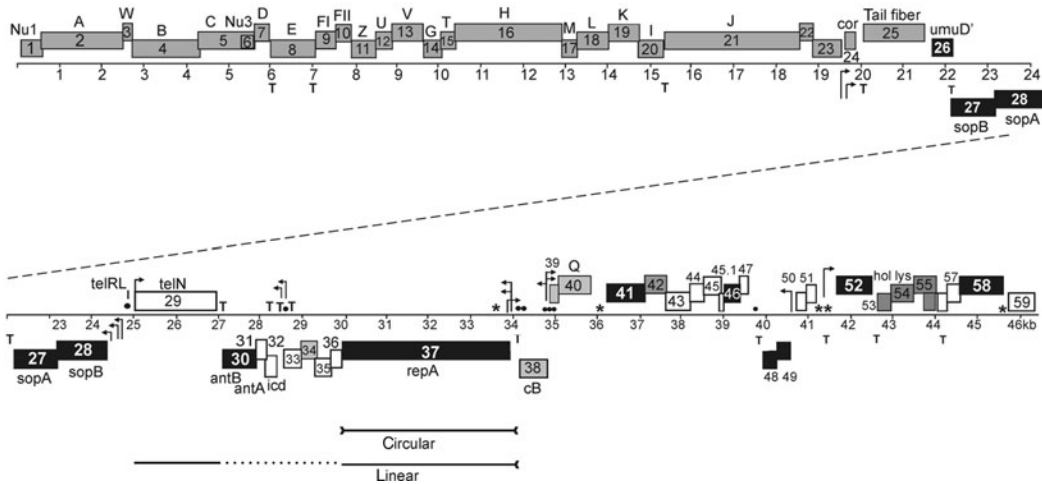 W Nu3 D FI FII U V T H L K J cor Tail fiber
Nu1 A B C E Z G M I umuD'
1 2 3 4 5 6 7 8 9 10 11 12 13 14 15 16 17 18 19 20 21 22 23 24 25 26
1 2 3 4 5 6 7 8 9 10 11 12 13 14 15 16 17 18 19 20 21 22 23 24
T T T T T
27 28
sopB sopA
telRL telN 39 Q 44 45.1 47 50 51 hol lys 57
29 40 41 42 43 45 46 52 53 54 55 58 59
T T T T * * * * *
23 24 25 26 27 28 29 30 31 32 33 34 35 36 37 38 39 40 41 42 43 44 45 46kb
T T T T T
27 28 31 32 36
sopA sopB 30 33 34 35 37 38 48 49
antB antA icd repA cB
Circular
Linear